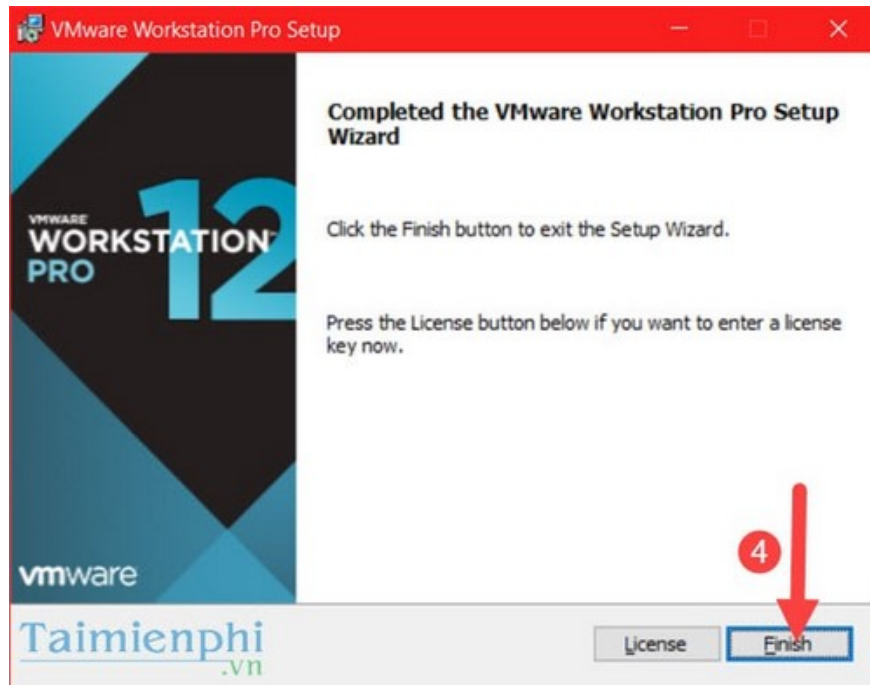 VMware Workstation Pro Setup
Completed the VMware Workstation Pro Setup
Wizard
VMWARE
WORKSTATION
PRO
12
Click the Finish button to exit the Setup Wizard.
Press the License button below if you want to enter a license
key now.
4
vmware
Taimienphi
.vn
License
Finish